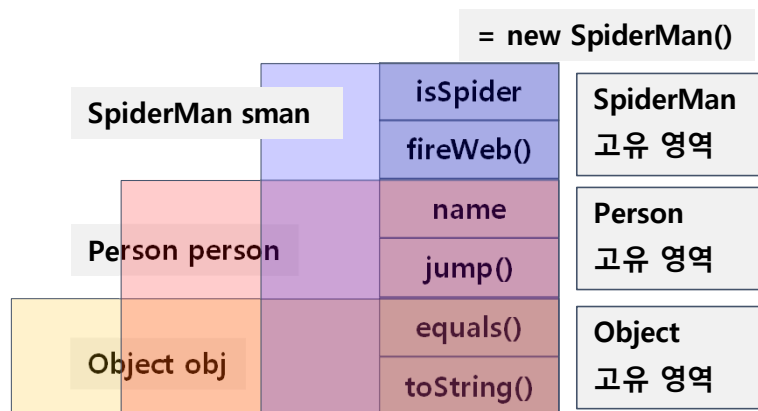 = new SpiderMan()
SpiderMan sman
isSpider
fireWeb()
SpiderMan
고유 영역
Person person
name
jump()
Person
고유 영역
Object obj
equals()
toString()
Object
고유 영역